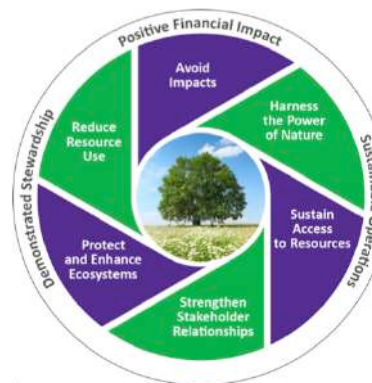 Positive Financial Impact
Avoid
Impacts
Harness
the Power
of Nature
Sustain
Access
to Resources
Operations
Strengthen
Stakeholder
Relationships
Protect
and Enhance
Ecosystems
Reduce
Resource
Use
Demonstrated Stewardship